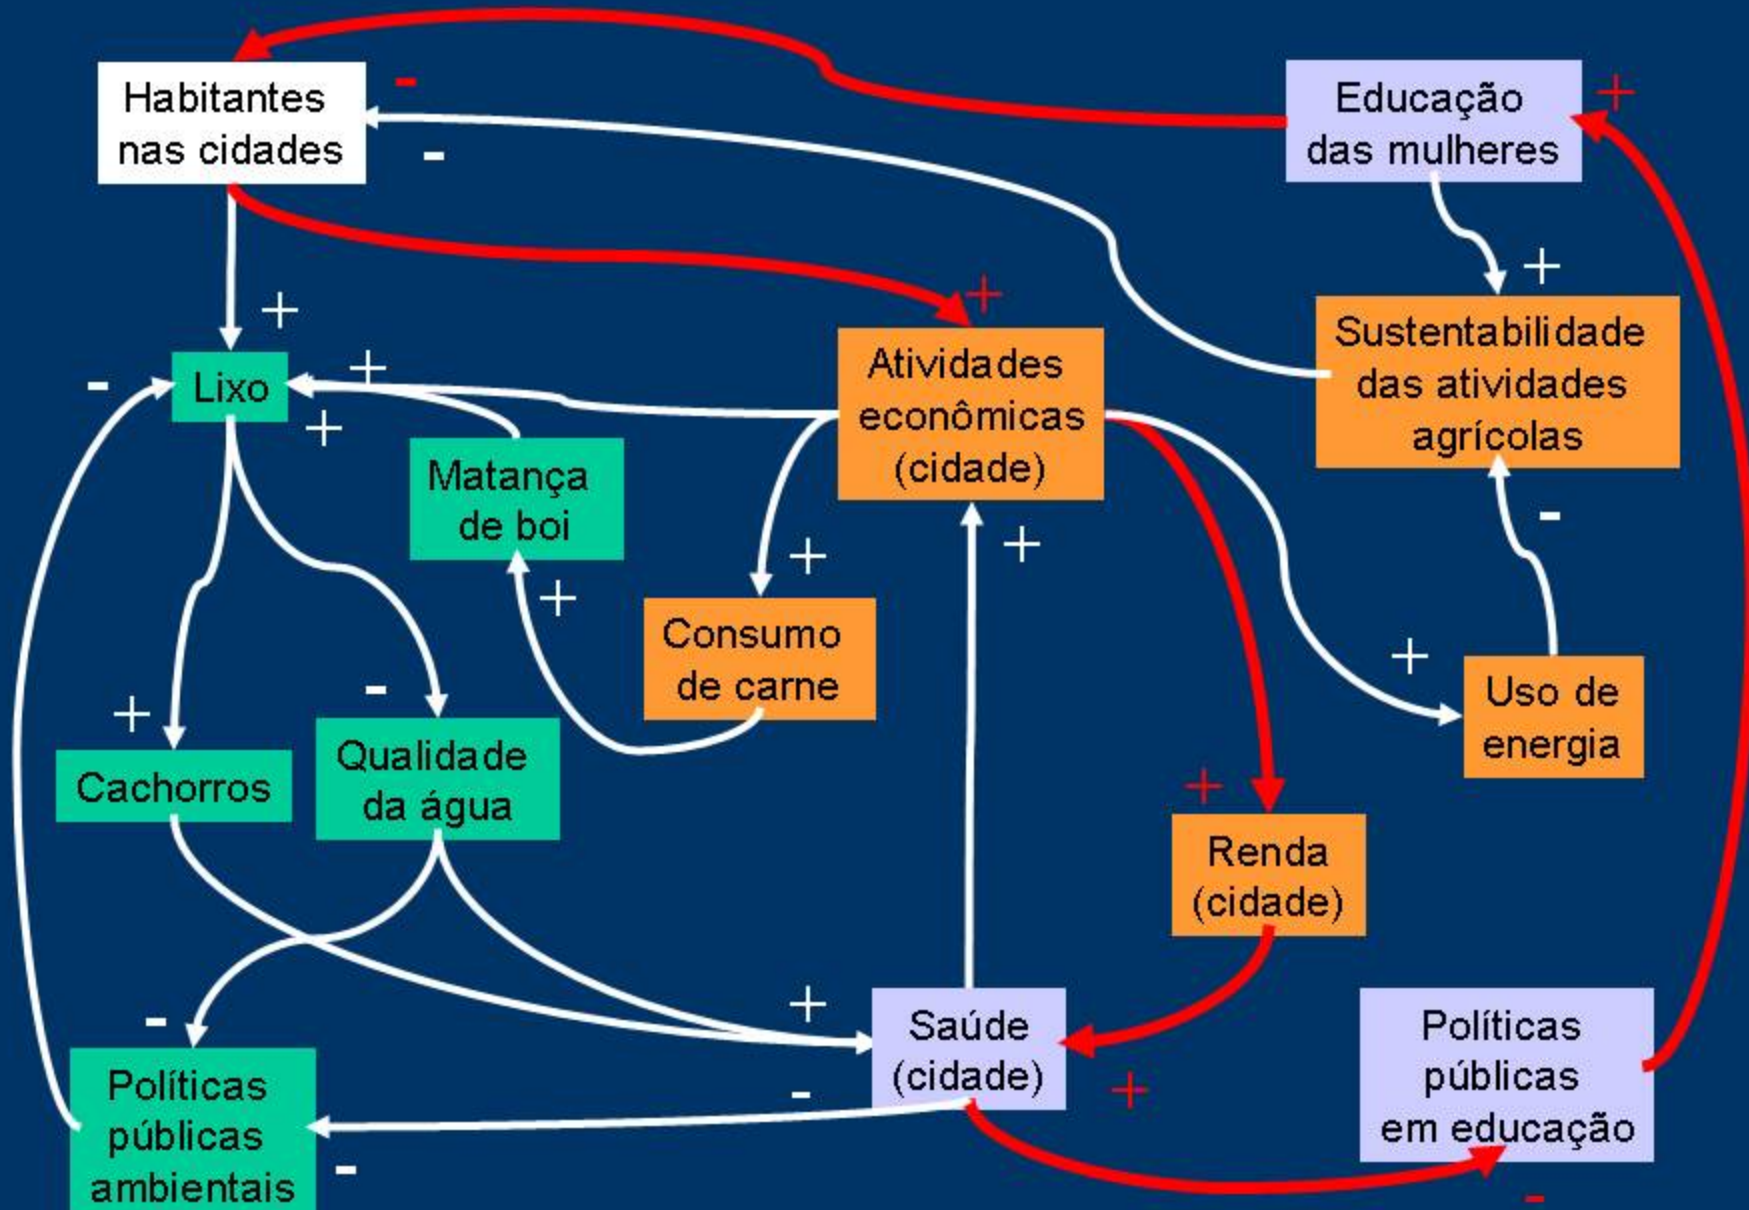 Habitantes
nas cidades
-
-
Educação
das mulheres
+
+
+
+
Lixo
-
+
+
Atividades
econômicas
(cidade)
Sustentabilidade
das atividades
agrícolas
Matança
de boi
-
+
+
+
Consumo
de carne
+
Uso de
energia
+
-
Cachorros
Qualidade
da água
+
Renda
(cidade)
+
-
-
Saúde
(cidade)
+
Políticas
públicas
ambientais
-
Políticas
públicas
em educação
-